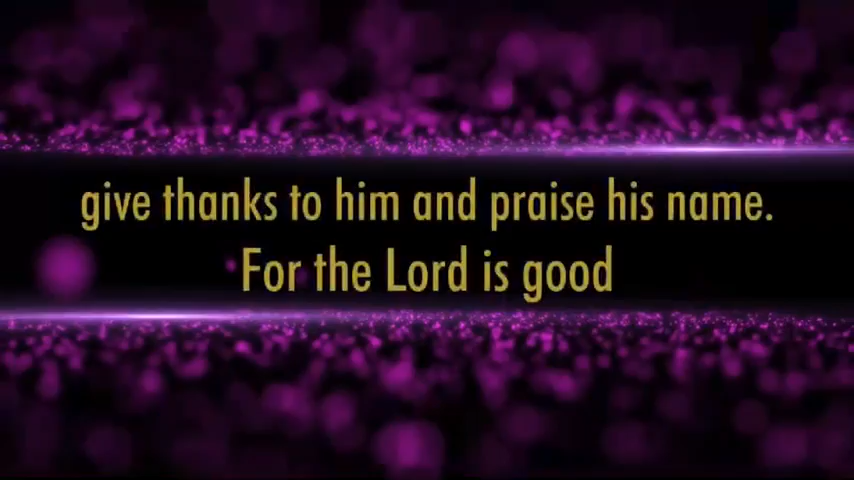 give thanks to him and praise his name.
For the Lord is good